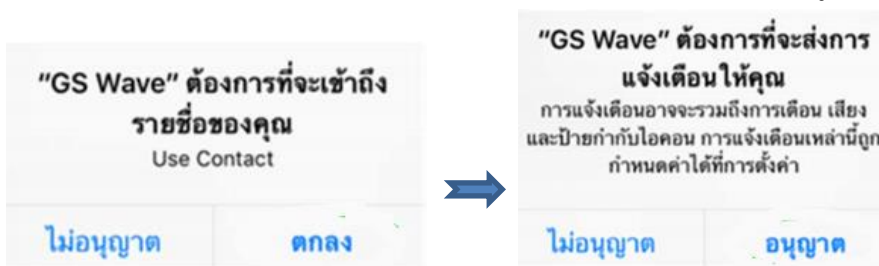 "GS Wave" ต้องการที่จะเข้าถึง
รายชื่อของคุณ
Use Contact
ไม่อนุญาต ตกลง
"GS Wave" ต้องการที่จะส่งการ
แจ้งเตือนให้คุณ
การแจ้งเตือนอาจจะรวมถึงการเตือน เสียง
และป้ายกำกับไอคอน การแจ้งเตือนเหล่านี้ถูก
กำหนดค่าได้ที่การตั้งค่า
ไม่อนุญาต อนุญาต